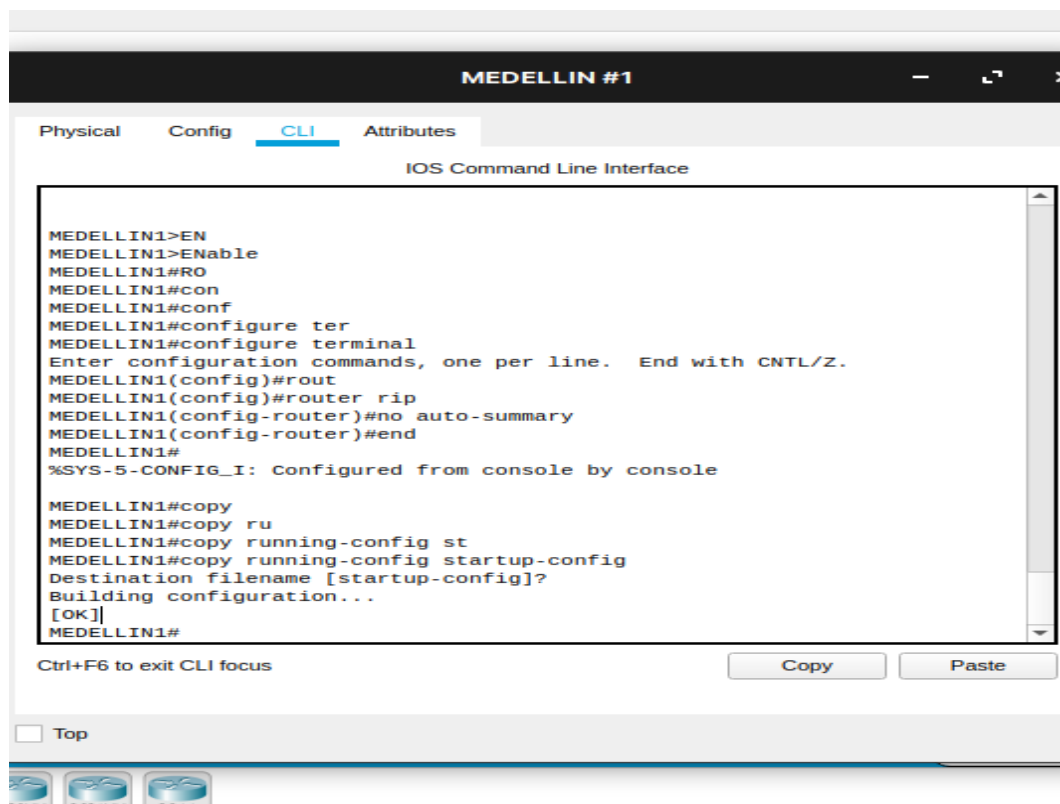 MEDELLIN #1
Physical Config CLI Attributes
IOS Command Line Interface
MEDELLIN1>EN
MEDELLIN1>ENable
MEDELLIN1#RO
MEDELLIN1#con
MEDELLIN1#conf
MEDELLIN1#configure ter
MEDELLIN1#configure terminal
Enter configuration commands, one per line.  End with CNTL/Z.
MEDELLIN1(config)#rout
MEDELLIN1(config)#router rip
MEDELLIN1(config-router)#no auto-summary
MEDELLIN1(config-router)#end
MEDELLIN1#
%SYS-5-CONFIG_I: Configured from console by console
MEDELLIN1#copy
MEDELLIN1#copy ru
MEDELLIN1#copy running-config st
MEDELLIN1#copy running-config startup-config
Destination filename [startup-config]?
Building configuration...
[OK]
MEDELLIN1#
Ctrl+F6 to exit CLI focus Copy Paste
Top